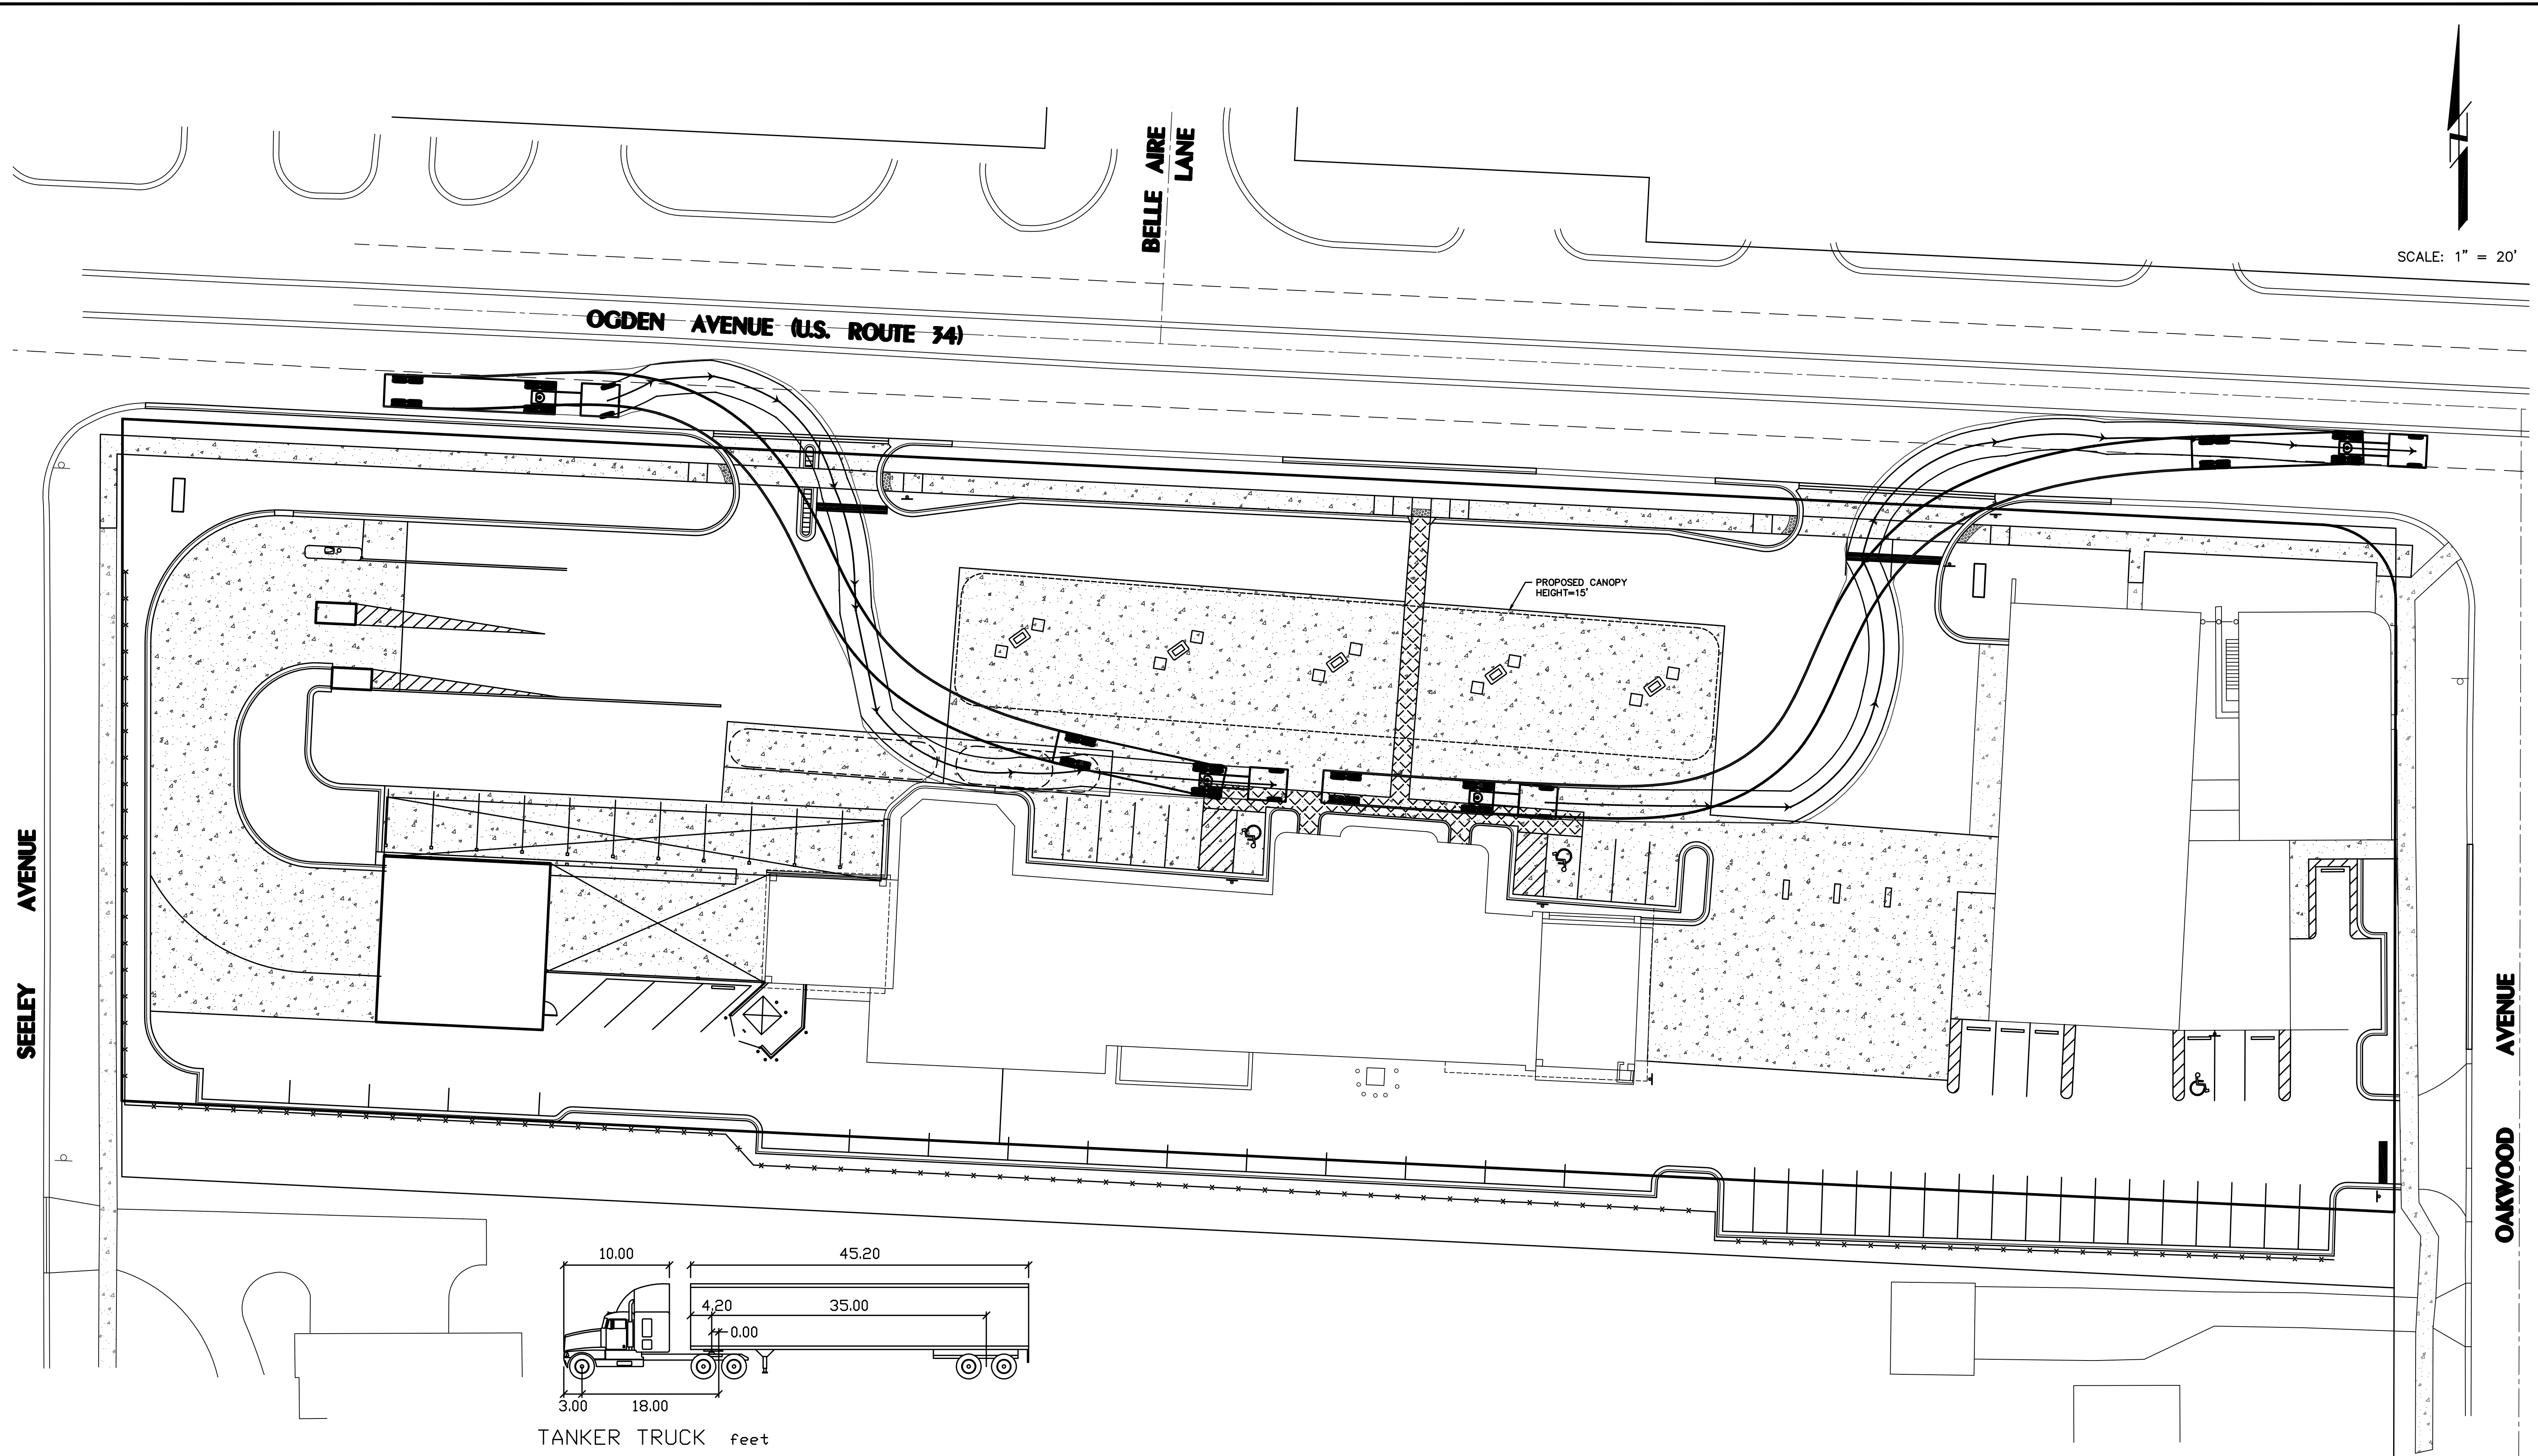 BELLE AIRE
LANE
SCALE: 1" = 20'
OGDEN AVENUE (U.S. ROUTE 34)
PROPOSED CANOPY
HEIGHT=15'
SEELEY AVENUE
OAKWOOD AVENUE
10.00
45.20
4.20
35.00
0.00
3.00
18.00
TANKER TRUCK feet